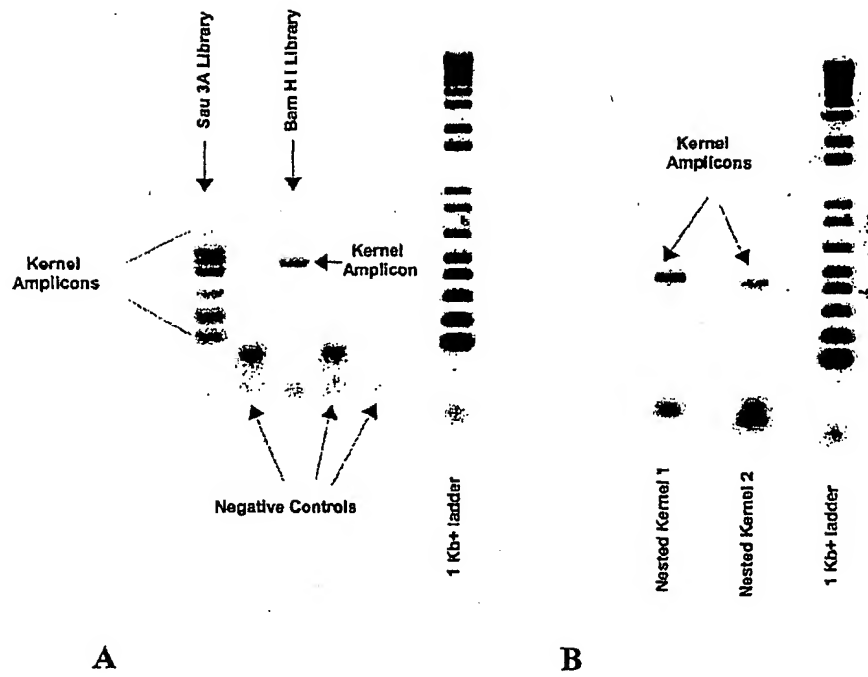 Sau 3A Library
Bam H I Library
Kernel
Amplicons
Kernel
Amplicon
Negative Controls
1 Kb+ ladder
A
Kernel
Amplicons
Nested Kernel 1
Nested Kernel 2
1 Kb+ ladder
B